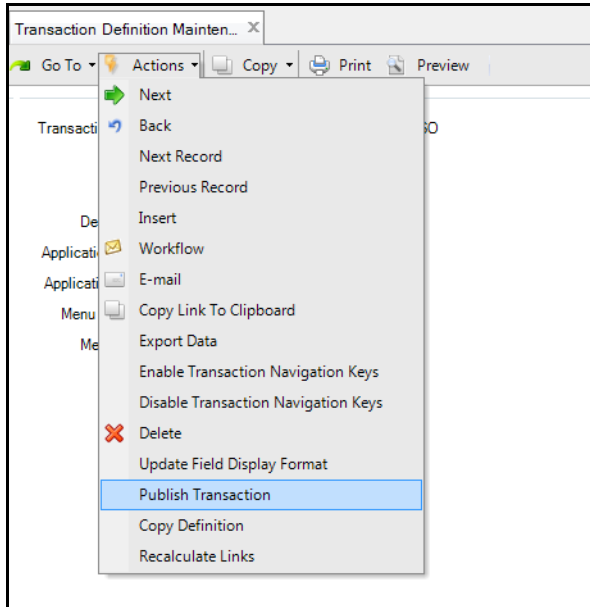 Transaction Definition Mainten...
Go To Actions Copy Print Preview
Next
Transacti
Back
Next Record
Previous Record
De
Insert
Applicati
Workflow
Applicati
E-mail
Menu
Copy Link To Clipboard
Me
Export Data
Enable Transaction Navigation Keys
Disable Transaction Navigation Keys
Delete
Update Field Display Format
Publish Transaction
Copy Definition
Recalculate Links